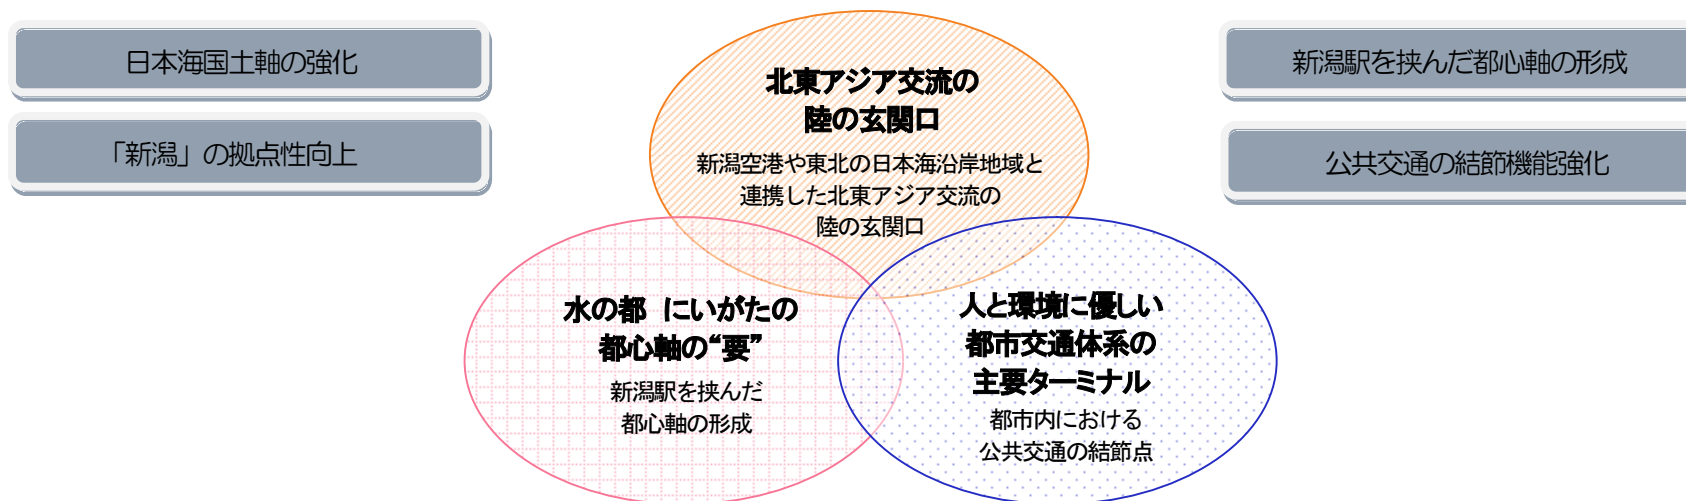 日本海国土軸の強化
「新潟」の拠点性向上
北東アジア交流の
陸の玄関口
新潟空港や東北の日本海沿岸地域と
連携した北東アジア交流の
陸の玄関口
新潟駅を挟んだ都心軸の形成
公共交通の結節機能強化
水の都 にいがたの
都心軸の“要”
新潟駅を挟んだ
都心軸の形成
人と環境に優しい
都市交通体系の
主要ターミナル
都市内における
公共交通の結節点